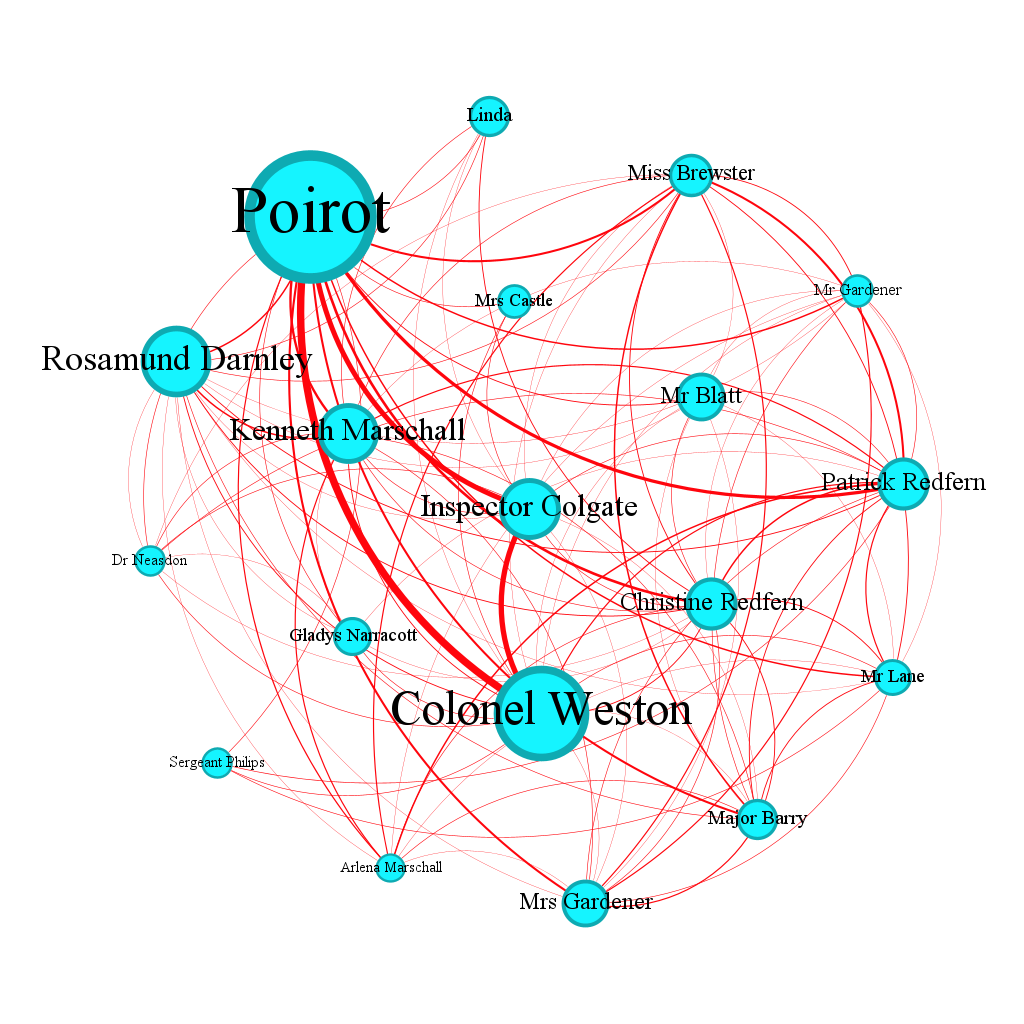 Linda
Miss Brewster
Poirot
Mr Gardener
Mrs Castle
Rosamund Darnley
Mr Blatt
Kenneth Marschall
Patrick Redfern
Inspector Colgate
Dr Neasdon
Christine Redfern
Gladys Narracott
Mr Lane
Colonel Weston
Sergeant Philips
Major Barry
Arlena Marschall
Mrs Gardener